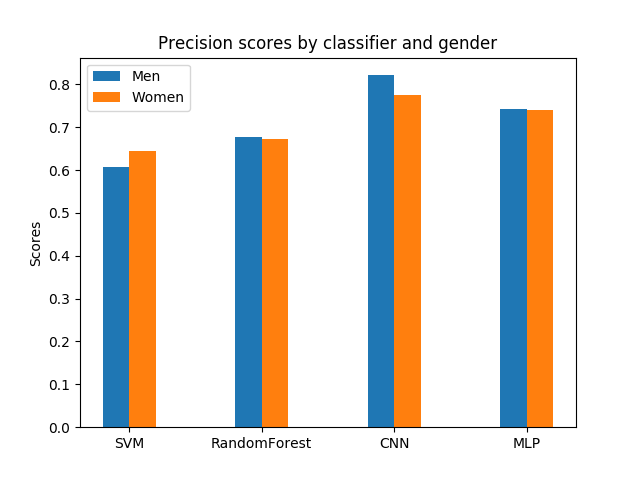 Precision scores by classifier and gender
Men
Women
Scores
0.8
0.7
0.6
0.5
0.4
0.3
0.2
0.1
0.0
SVM RandomForest CNN MLP